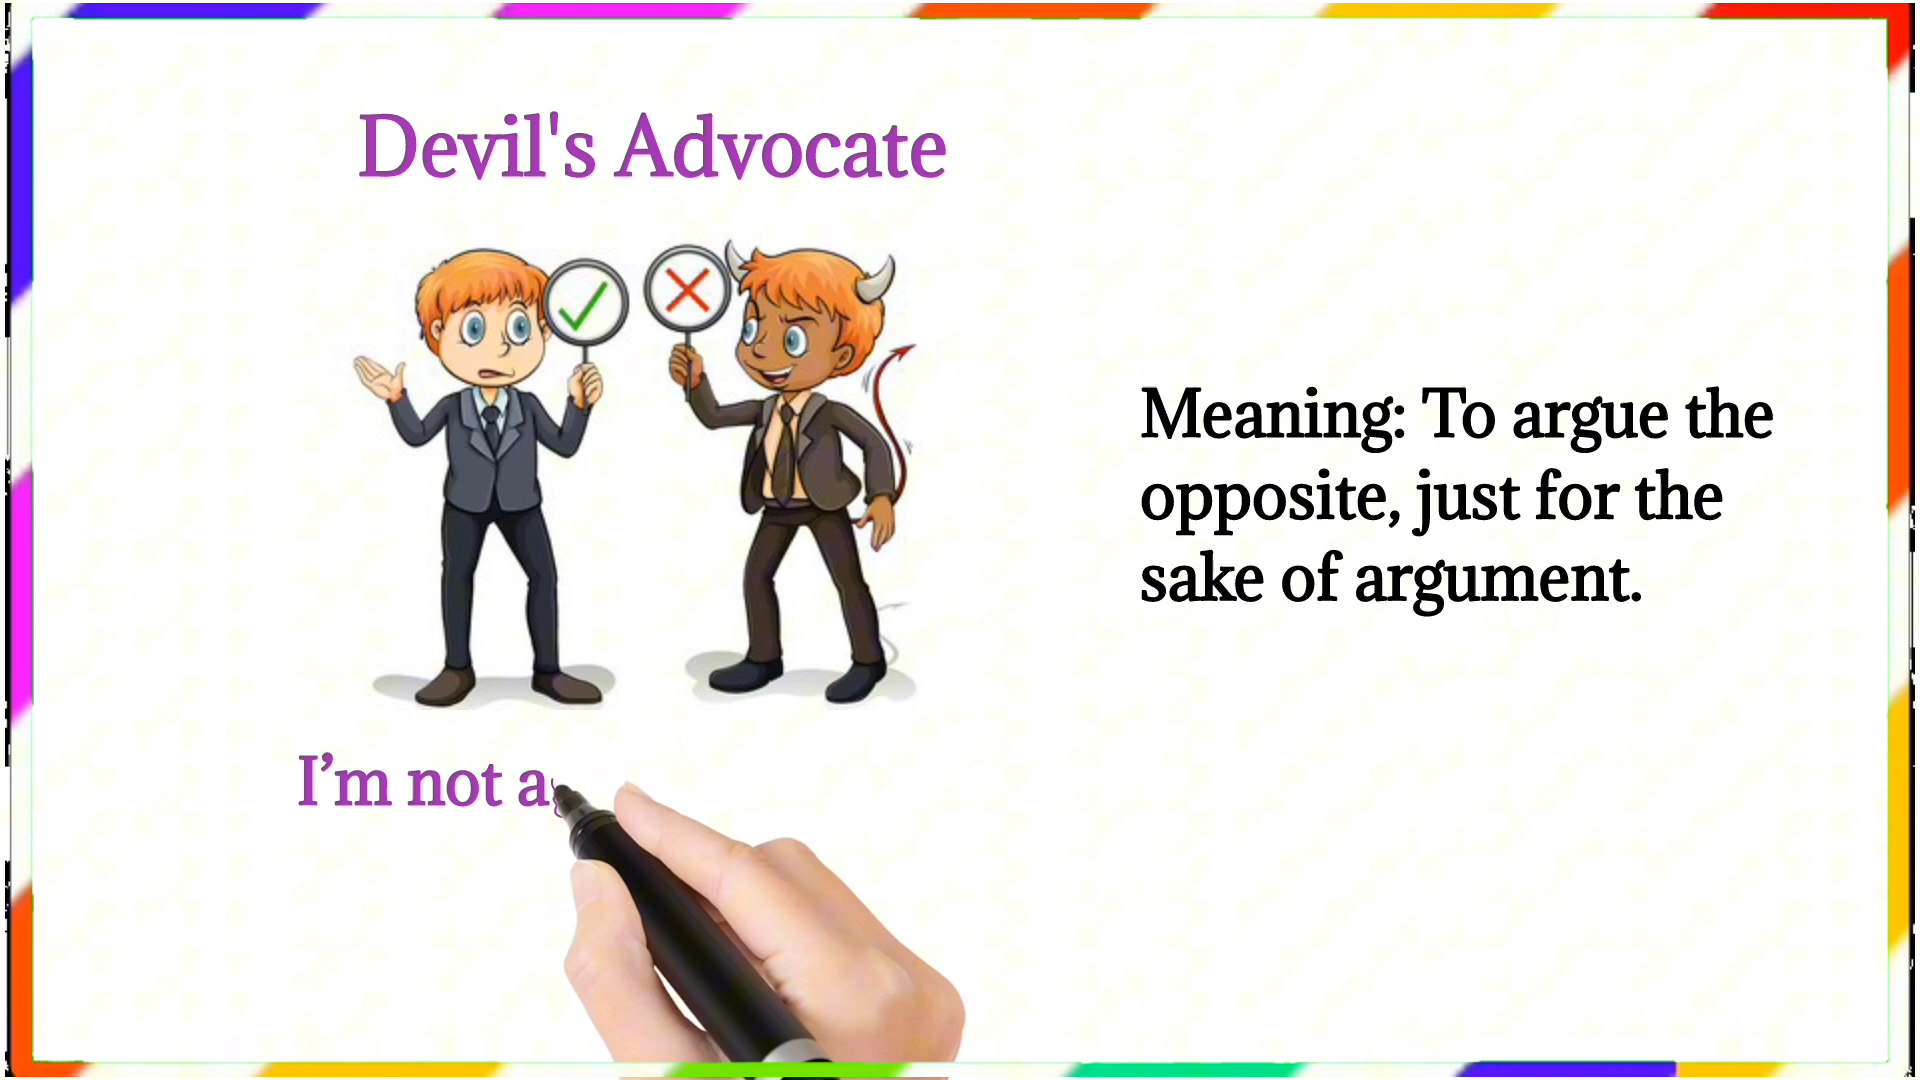 Devil's Advocate
Meaning: To argue the
opposite, just for the
sake of argument.
I’m not a